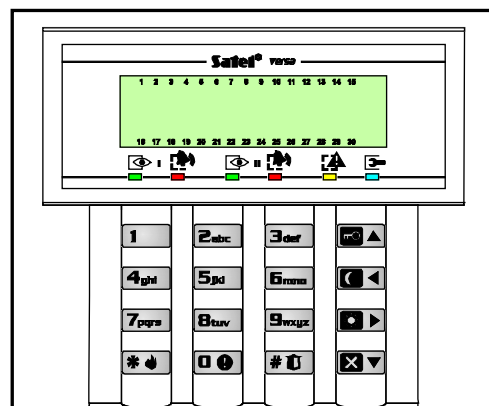 Satel® versa
1 2 3 4 5 6 7 8 9 10 11 12 13 14 15
16 17 18 19 20 21 22 23 24 25 26 27 28 29 30
I II
1 2abc 3def
4ghi 5jkl 6mno
7pqrs 8tuv 9wxyz
* 0 #